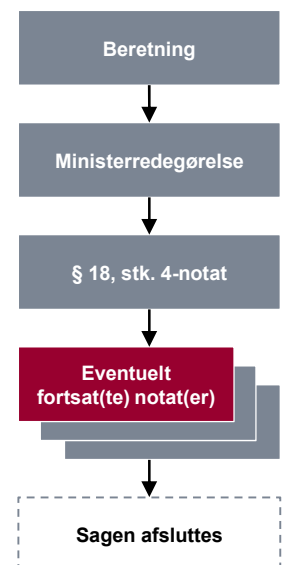 Beretning
Ministerredegørelse
§ 18, stk. 4-notat
Eventuelt
fortsat(te) notat(er)
Sagen afsluttes